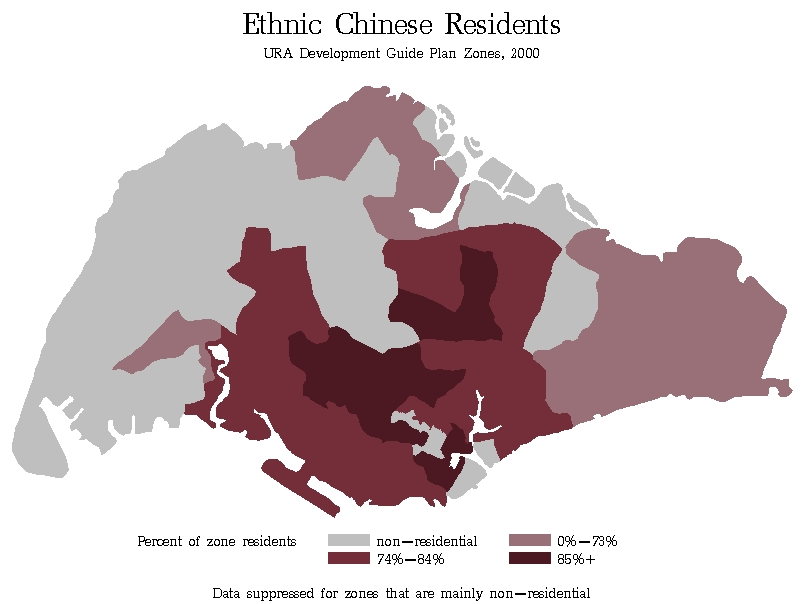 Ethnic Chinese Residents
URA Development Guide Plan Zones, 2000
Percent of zone residents
non−residential
0%−73%
74%−84%
85%+
Data suppressed for zones that are mainly non−residential